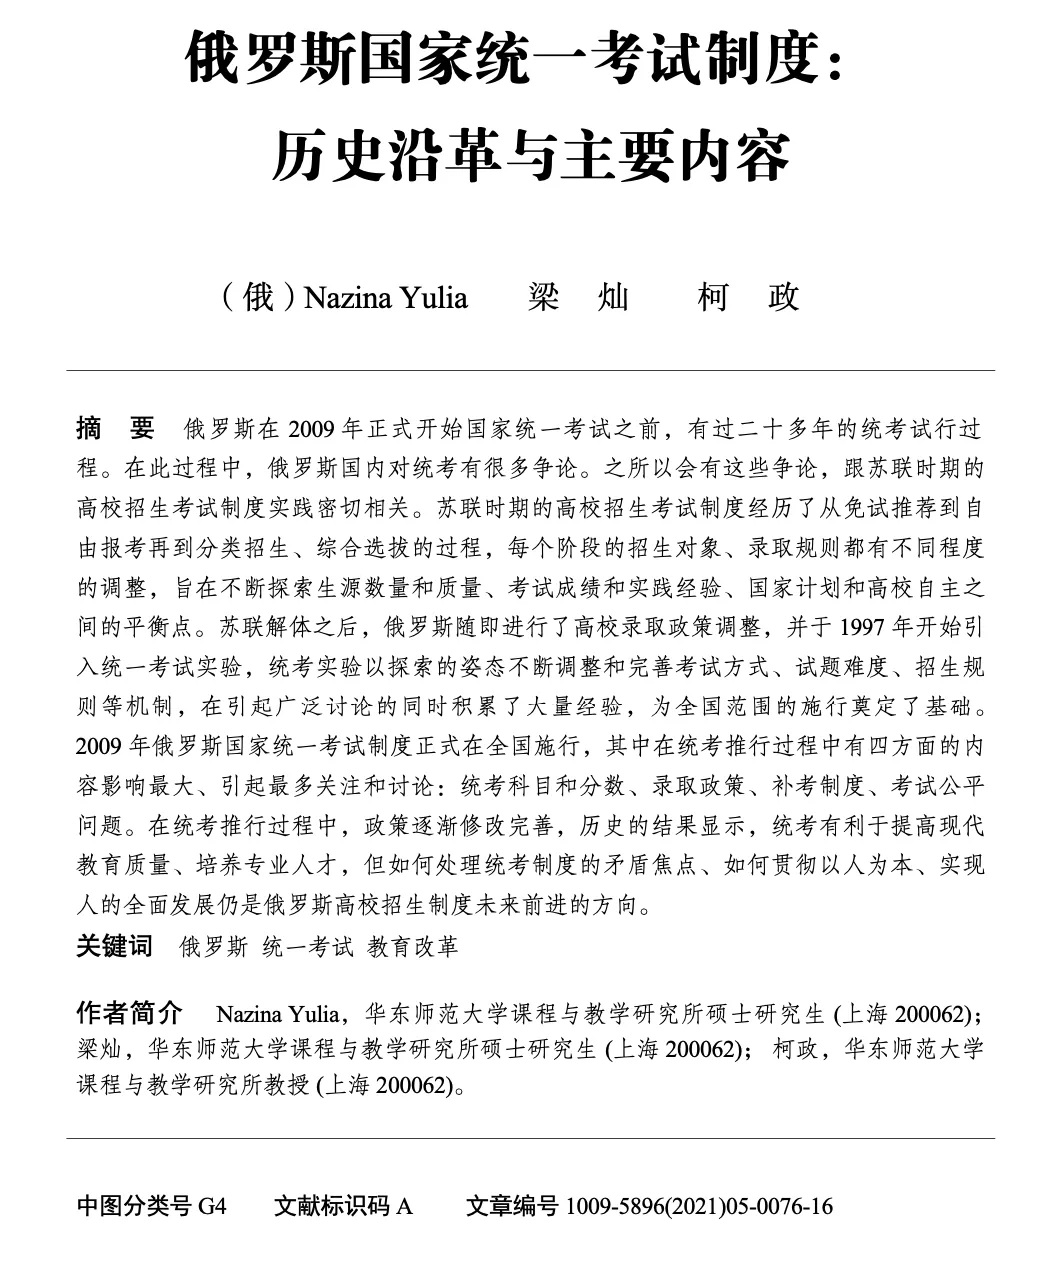 俄罗斯国家统一考试制度：
历史沿革与主要内容
（俄）Nazina Yulia 梁 灿 柯 政
摘 要 俄罗斯在 2009 年正式开始国家统一考试之前，有过二十多年的统考试行过
程。在此过程中，俄罗斯国内对统考有很多争论。之所以会有这些争论，跟苏联时期的
高校招生考试制度实践密切相关。苏联时期的高校招生考试制度经历了从免试推荐到自
由报考再到分类招生、综合选拔的过程，每个阶段的招生对象、录取规则都有不同程度
的调整，旨在不断探索生源数量和质量、考试成绩和实践经验、国家计划和高校自主之
间的平衡点。苏联解体之后，俄罗斯随即进行了高校录取政策调整，并于 1997 年开始引
入统一考试实验，统考实验以探索的姿态不断调整和完善考试方式、试题难度、招生规
则等机制，在引起广泛讨论的同时积累了大量经验，为全国范围的施行奠定了基础。
2009 年俄罗斯国家统一考试制度正式在全国施行，其中在统考推行过程中有四方面的内
容影响最大、引起最多关注和讨论：统考科目和分数、录取政策、补考制度、考试公平
问题。在统考推行过程中，政策逐渐修改完善，历史的结果显示，统考有利于提高现代
教育质量、培养专业人才，但如何处理统考制度的矛盾焦点、如何贯彻以人为本、实现
人的全面发展仍是俄罗斯高校招生制度未来前进的方向。
关键词 俄罗斯 统一考试 教育改革
作者简介 Nazina Yulia，华东师范大学课程与教学研究所硕士研究生 (上海 200062)；
梁灿，华东师范大学课程与教学研究所硕士研究生 (上海 200062)； 柯政，华东师范大学
课程与教学研究所教授 (上海 200062)。
中图分类号 G4 文献标识码 A 文章编号 1009-5896(2021)05-0076-16